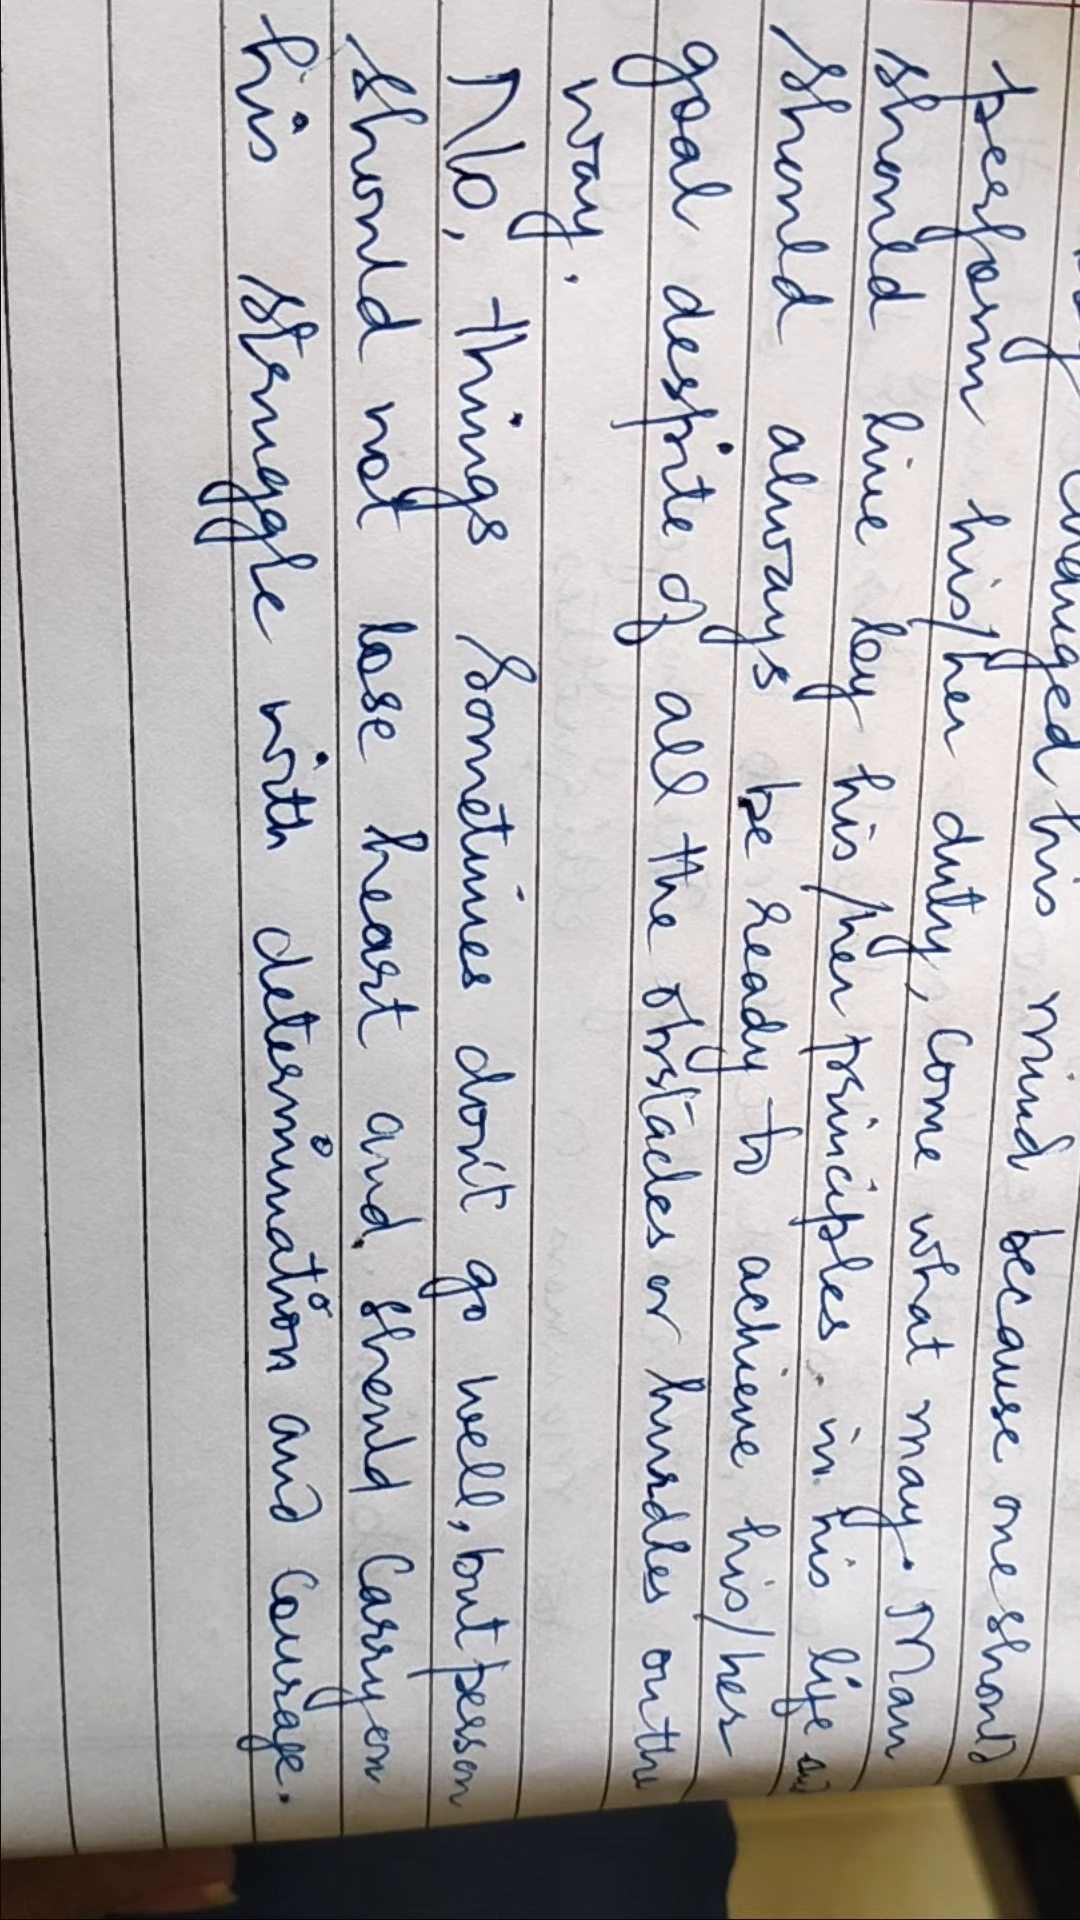 changed his mind because one should
perform his/her duty, come what may. Man
should live by his/her principles in his life and
should always be ready to achieve his/her
goal despite of all the obstacles or hurdles on the
way.
No, things sometimes don't go well, but person
should not lose heart and should carry on
his struggle with determination and courage.